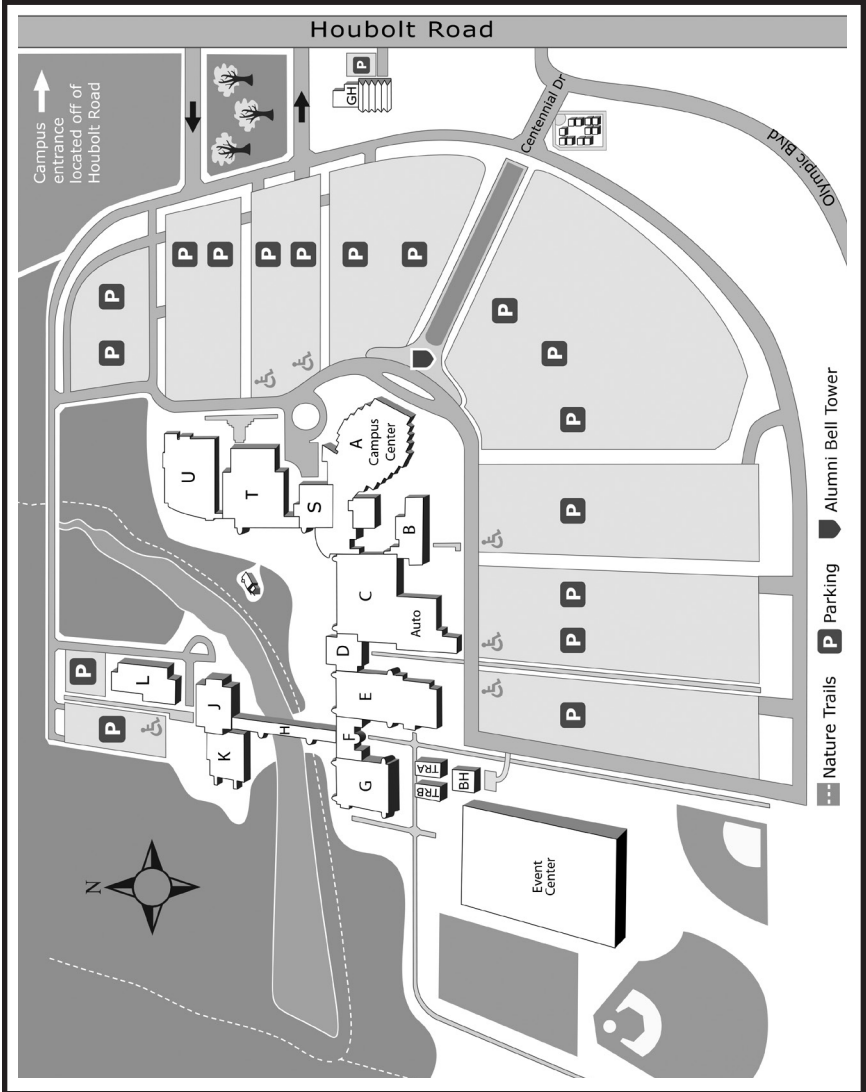 Houbolt Road
Campus
entrance
located off of
Houbolt Road
P
GH
Centennial Dr
Olympic Blvd
P
P
P
P
P
P
P
P
P
P
P
A
Campus
Center
U
T
S
B
C
Auto
D
E
F
G
H
J
K
L
P
P
P
P
P
P
P
TRA
TRB
BH
Event
Center
N
Nature Trails
P Parking
Alumni Bell Tower